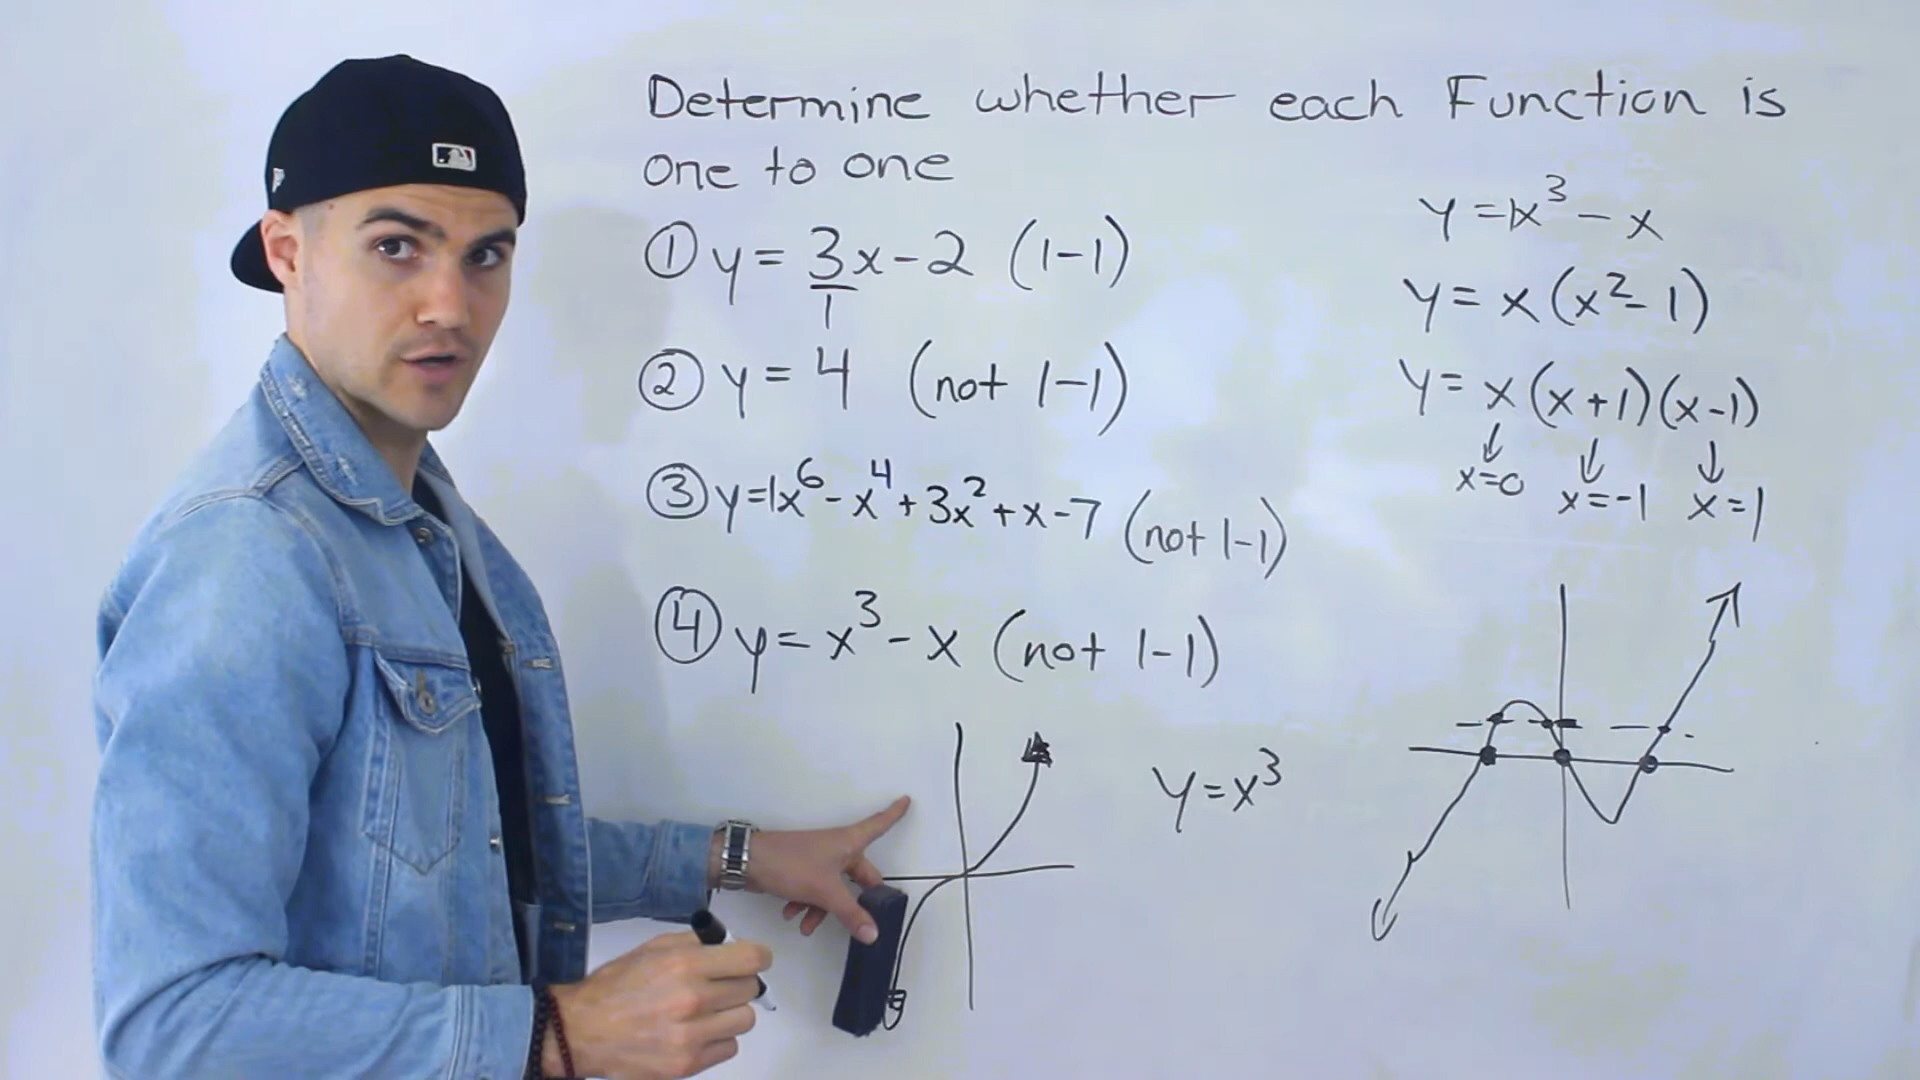 Determine whether each Function is
one to one
① y = 3x - 2 (1-1)
1
② y = 4 (not 1-1)
③ y=1x⁶ - x⁴ + 3x² + x - 7 (not 1-1)
④ y = x³ - x (not 1-1)
y = x³
y = 1x³ - x
y = x(x² - 1)
y = x(x+1)(x-1)
x=0 x=-1 x=1